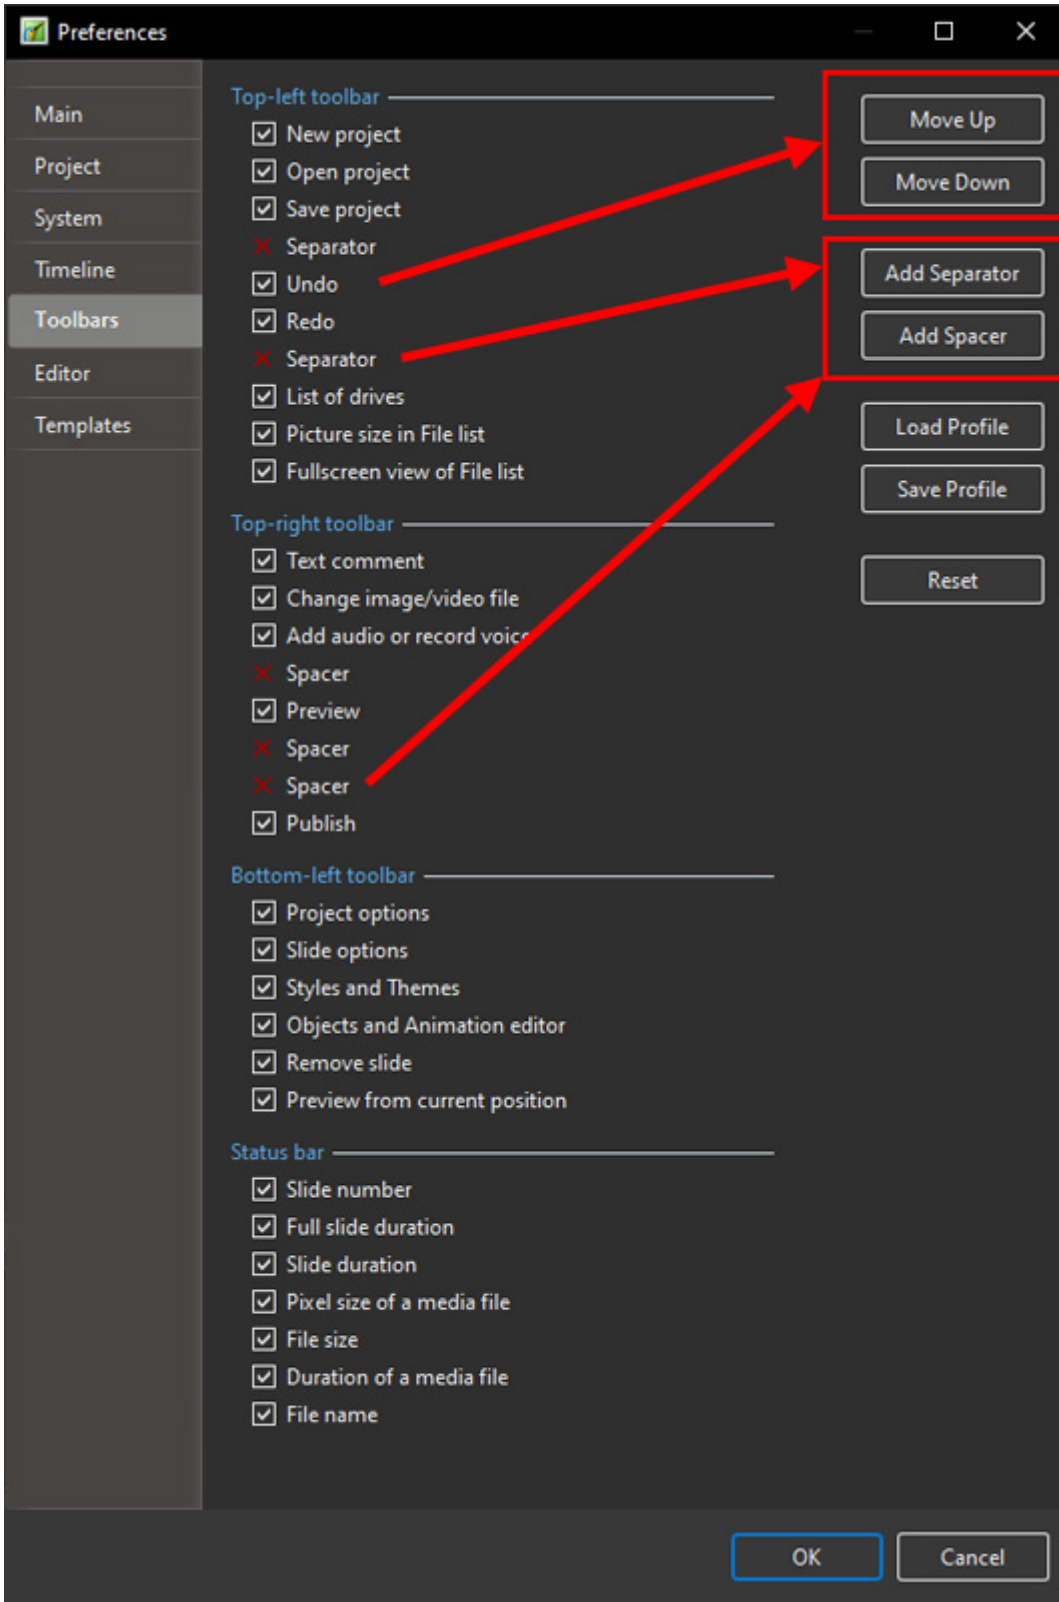 Preferences
Main
Project
System
Timeline
Toolbars
Editor
Templates
Top-left toolbar
New project
Open project
Save project
Separator
Undo
Redo
Separator
List of drives
Picture size in File list
Fullscreen view of File list
Top-right toolbar
Text comment
Change image/video file
Add audio or record voice
Spacer
Preview
Spacer
Spacer
Publish
Bottom-left toolbar
Project options
Slide options
Styles and Themes
Objects and Animation editor
Remove slide
Preview from current position
Status bar
Slide number
Full slide duration
Slide duration
Pixel size of a media file
File size
Duration of a media file
File name
Move Up
Move Down
Add Separator
Add Spacer
Load Profile
Save Profile
Reset
OK
Cancel